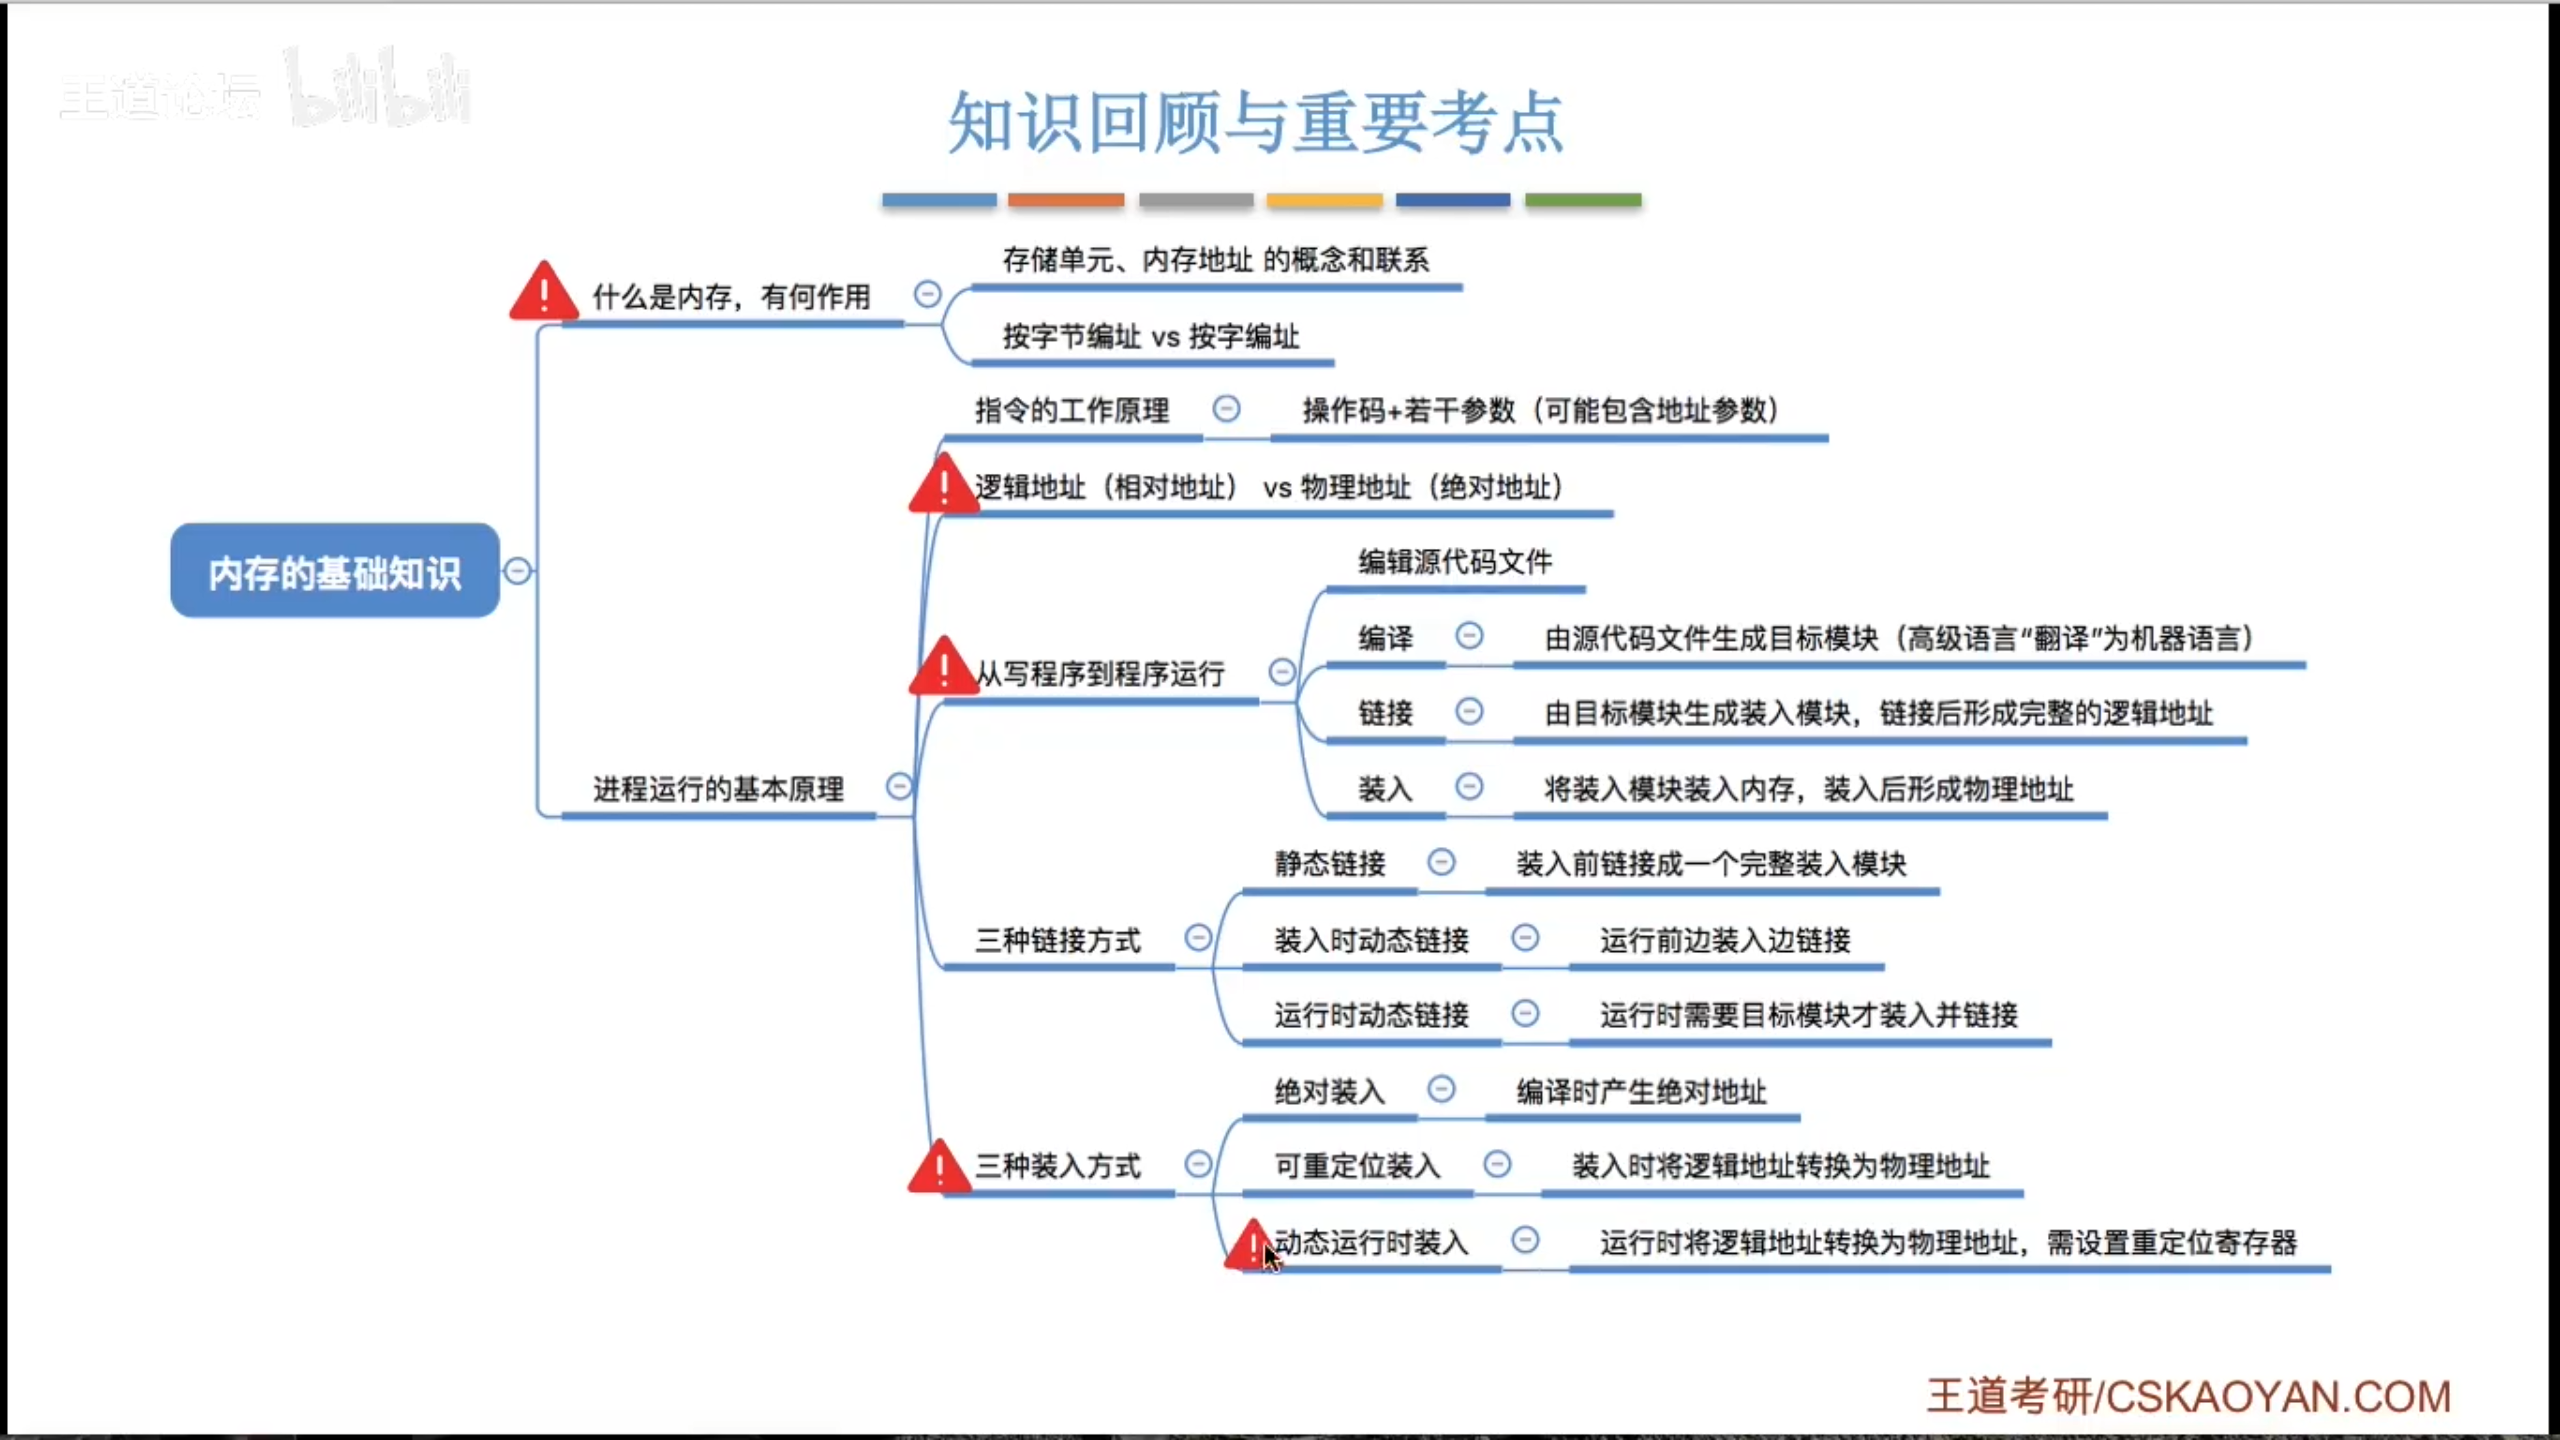 王道论坛 bilibili
知识回顾与重要考点
内存的基础知识
什么是内存，有何作用
存储单元、内存地址 的概念和联系
按字节编址 vs 按字编址
进程运行的基本原理
指令的工作原理
操作码+若干参数（可能包含地址参数）
逻辑地址（相对地址） vs 物理地址（绝对地址）
从写程序到程序运行
编辑源代码文件
编译
由源代码文件生成目标模块（高级语言“翻译”为机器语言）
链接
由目标模块生成装入模块，链接后形成完整的逻辑地址
装入
将装入模块装入内存，装入后形成物理地址
三种链接方式
静态链接
装入前链接成一个完整装入模块
装入时动态链接
运行前边装入边链接
运行时动态链接
运行时需要目标模块才装入并链接
三种装入方式
绝对装入
编译时产生绝对地址
可重定位装入
装入时将逻辑地址转换为物理地址
动态运行时装入
运行时将逻辑地址转换为物理地址，需设置重定位寄存器
王道考研/CSKAOYAN.COM